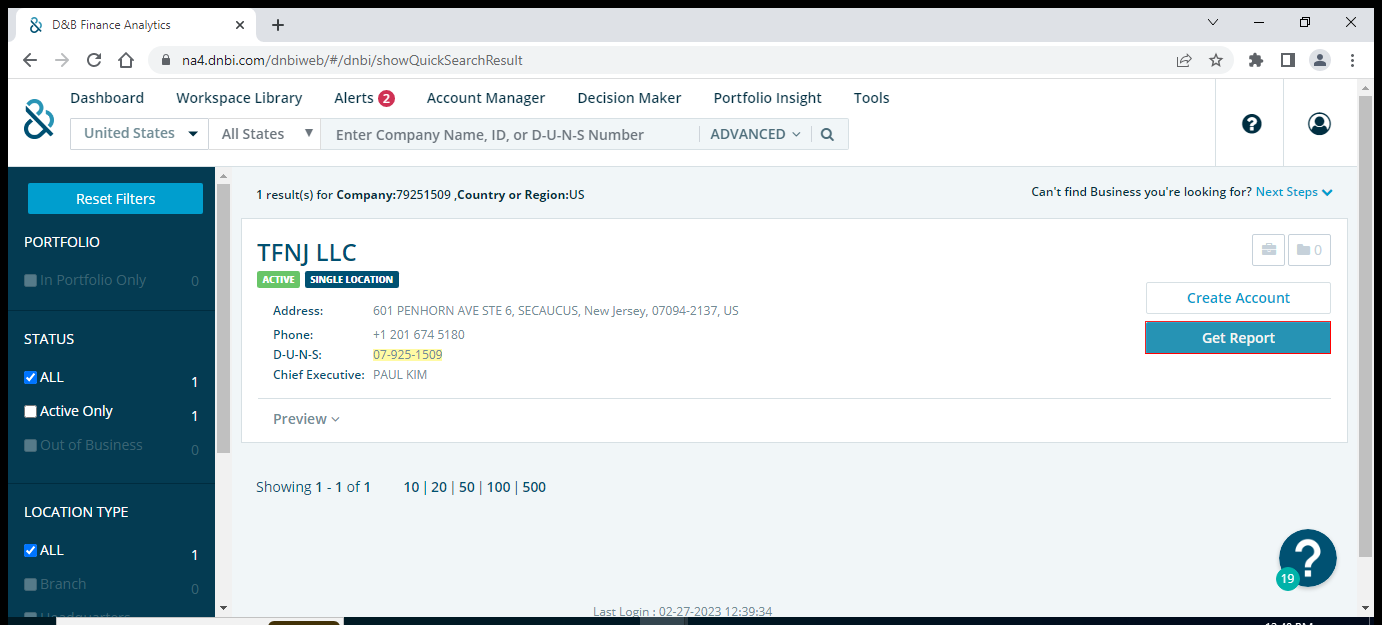 D&B Finance Analytics
na4.dnbi.com/dnbiweb/#/dnbi/showQuickSearchResult
Dashboard Workspace Library Alerts 2 Account Manager Decision Maker Portfolio Insight Tools
United States All States Enter Company Name, ID, or D-U-N-S Number ADVANCED
Reset Filters
1 result(s) for Company:79251509 ,Country or Region:US
Can't find Business you're looking for? Next Steps
PORTFOLIO
In Portfolio Only 0
STATUS
ALL 1
Active Only 1
Out of Business 0
LOCATION TYPE
ALL 1
Branch 0
Headquarters
TFNJ LLC
0
ACTIVE SINGLE LOCATION
Create Account
Get Report
Address: 601 PENHORN AVE STE 6, SECAUCUS, New Jersey, 07094-2137, US
Phone: +1 201 674 5180
D-U-N-S: 07-925-1509
Chief Executive: PAUL KIM
Preview
Showing 1 - 1 of 1 10 | 20 | 50 | 100 | 500
19
Last Login : 02-27-2023 12:39:34